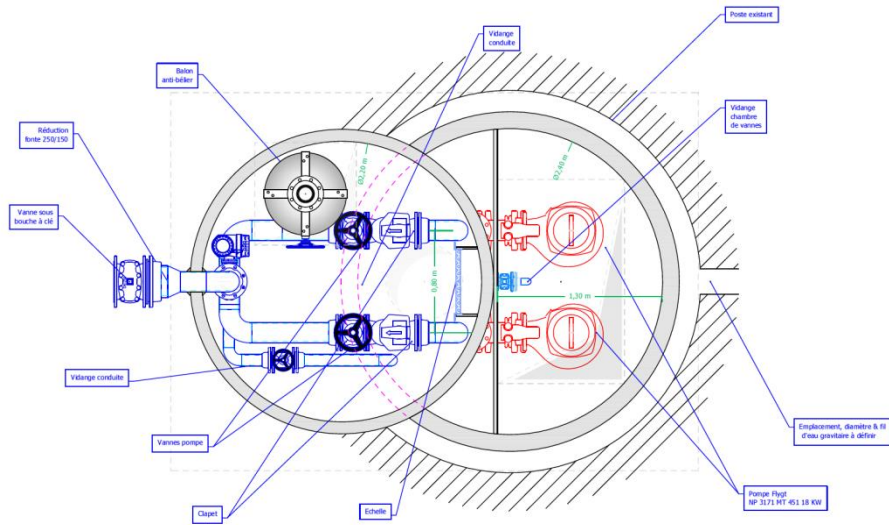 Vidange
conduite
Poste existant
Balon
anti-bélier
Vidange
chambre
de vannes
Réduction
fonte 250/150
Vanne sous
bouche à clé
Ø2,20 m
Ø2,40 m
0,80 m
1,30 m
Vidange conduite
Vannes pompe
Emplacement, diamètre & fil
d'eau gravitaire à définir
Clapet
Echelle
Pompe Flygt
NP 3171 MT 451 18 KW